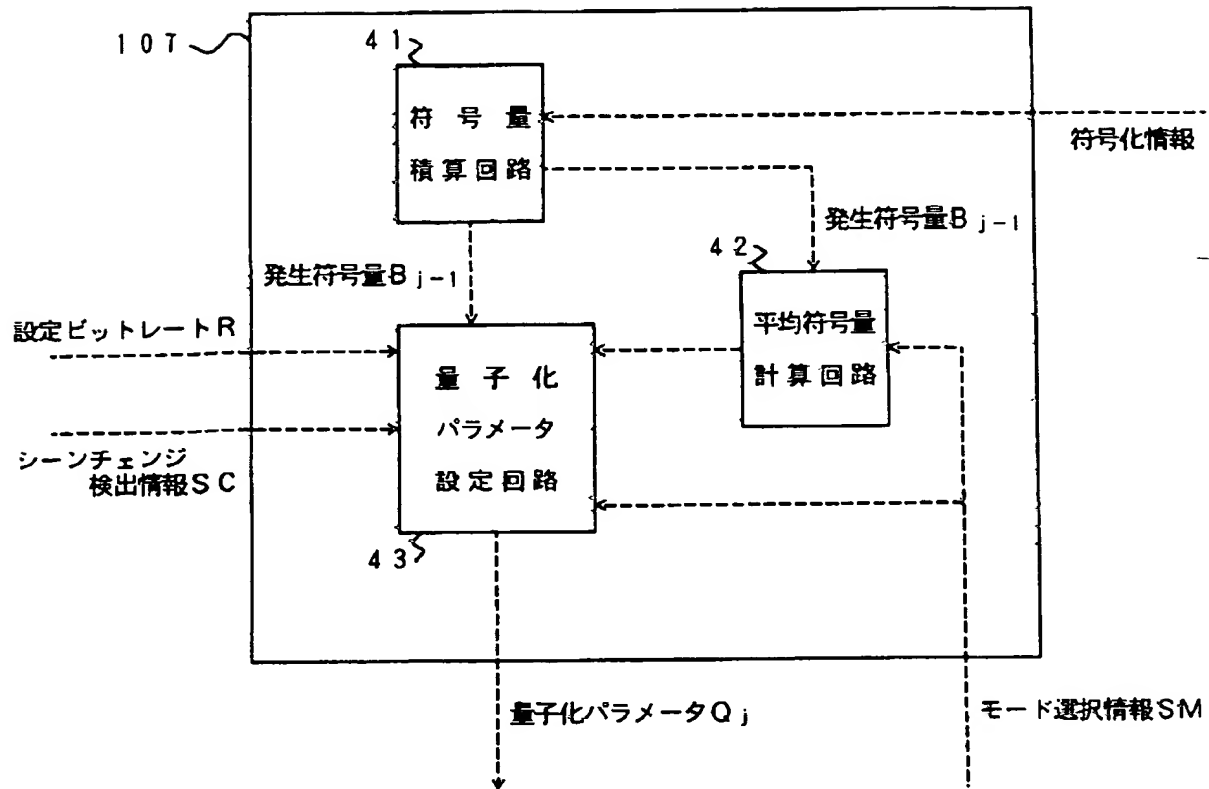 107
41
符号量
積算回路
符号化情報
発生符号量B j-1
42
発生符号量B j-1
平均符号量
計算回路
設定ビットレートR
量子化
パラメータ
設定回路
シーンチェンジ
検出情報SC
43
量子化パラメータQ j
モード選択情報SM